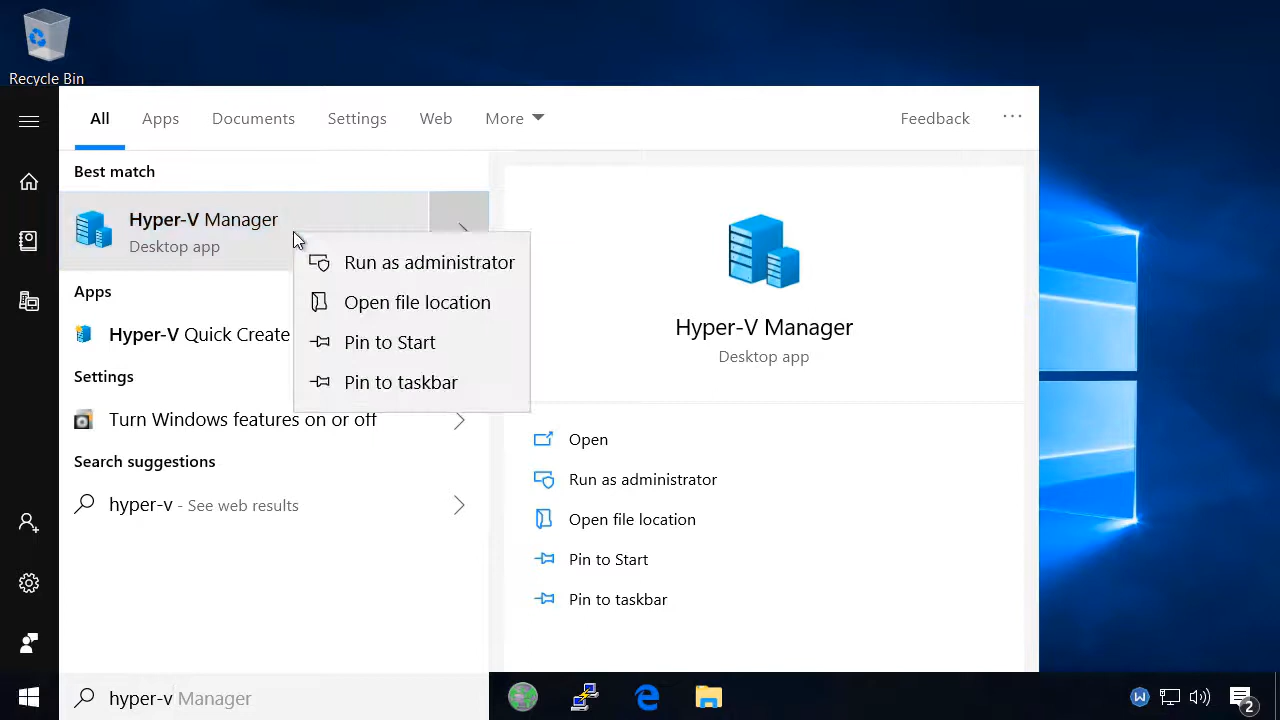 Recycle Bin
All Apps Documents Settings Web More Feedback ...
Best match
Hyper-V Manager
Desktop app
Run as administrator
Open file location
Pin to Start
Pin to taskbar
Apps
Hyper-V Quick Create
Settings
Turn Windows features on or off
Search suggestions
hyper-v - See web results
Hyper-V Manager
Desktop app
Open
Run as administrator
Open file location
Pin to Start
Pin to taskbar
hyper-v Manager
W
2